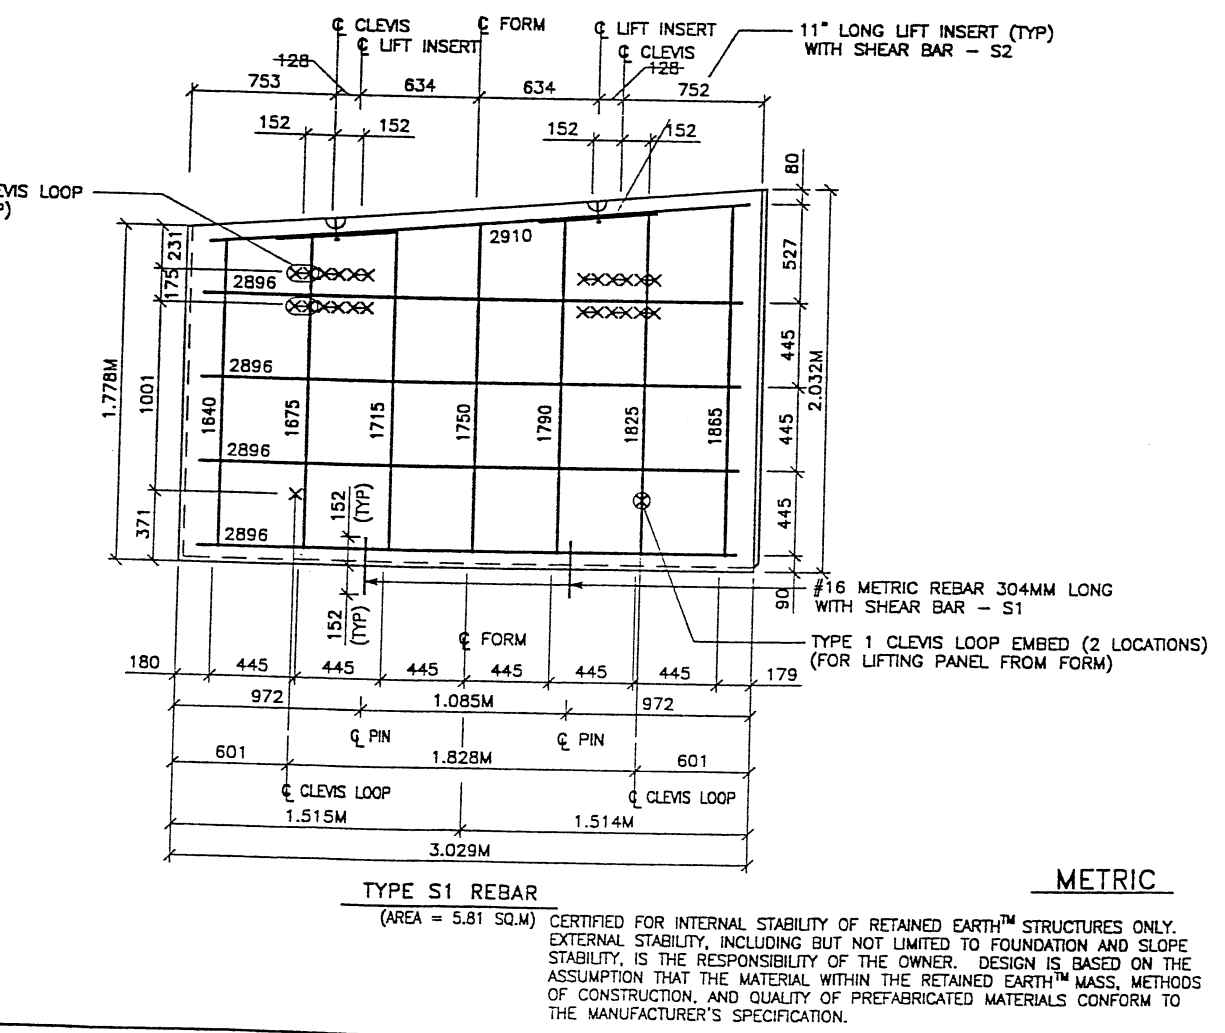 ℄ CLEVIS
℄ FORM
℄ LIFT INSERT
℄ LIFT INSERT
℄ CLEVIS
11" LONG LIFT INSERT (TYP)
WITH SHEAR BAR - S2
128
128
753
634
634
752
152
152
152
152
80
LOOP
231
2910
527
175
2896
445
2.032M
1.778M
1001
2896
1640
1675
1715
1750
1790
1825
1865
445
2896
152
(TYP)
445
371
2896
90
#16 METRIC REBAR 304MM LONG
WITH SHEAR BAR - S1
152
(TYP)
℄ FORM
TYPE 1 CLEVIS LOOP EMBED (2 LOCATIONS)
(FOR LIFTING PANEL FROM FORM)
180
445
445
445
445
445
445
179
972
1.085M
972
℄ PIN
℄ PIN
601
1.828M
601
℄ CLEVIS LOOP
℄ CLEVIS LOOP
1.515M
1.514M
3.029M
TYPE S1 REBAR
(AREA = 5.81 SQ.M)
METRIC
CERTIFIED FOR INTERNAL STABILITY OF RETAINED EARTH™ STRUCTURES ONLY.
EXTERNAL STABILITY, INCLUDING BUT NOT LIMITED TO FOUNDATION AND SLOPE
STABILITY, IS THE RESPONSIBILITY OF THE OWNER. DESIGN IS BASED ON THE
ASSUMPTION THAT THE MATERIAL WITHIN THE RETAINED EARTH™ MASS, METHODS
OF CONSTRUCTION, AND QUALITY OF PREFABRICATED MATERIALS CONFORM TO
THE MANUFACTURER'S SPECIFICATION.